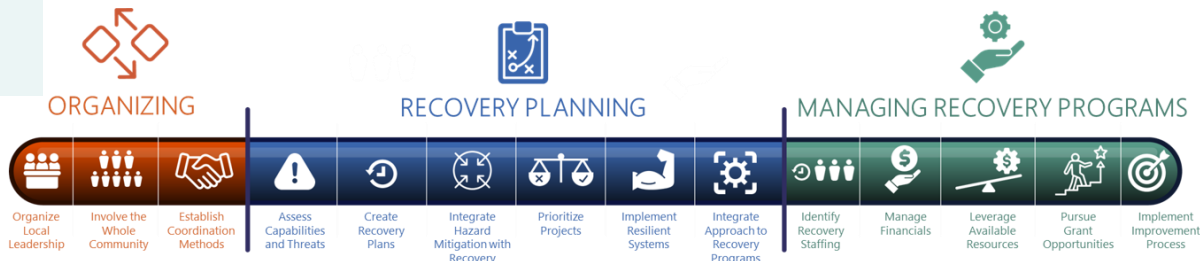 ORGANIZING
RECOVERY PLANNING
MANAGING RECOVERY PROGRAMS
Organize
Local
Leadership
Involve the
Whole
Community
Establish
Coordination
Methods
Assess
Capabilities
and Threats
Create
Recovery
Plans
Integrate
Hazard
Mitigation with
Recovery
Prioritize
Projects
Implement
Resilient
Systems
Integrate
Approach to
Recovery
Programs
Identify
Recovery
Staffing
Manage
Financials
Leverage
Available
Resources
Pursue
Grant
Opportunities
Implement
Improvement
Process